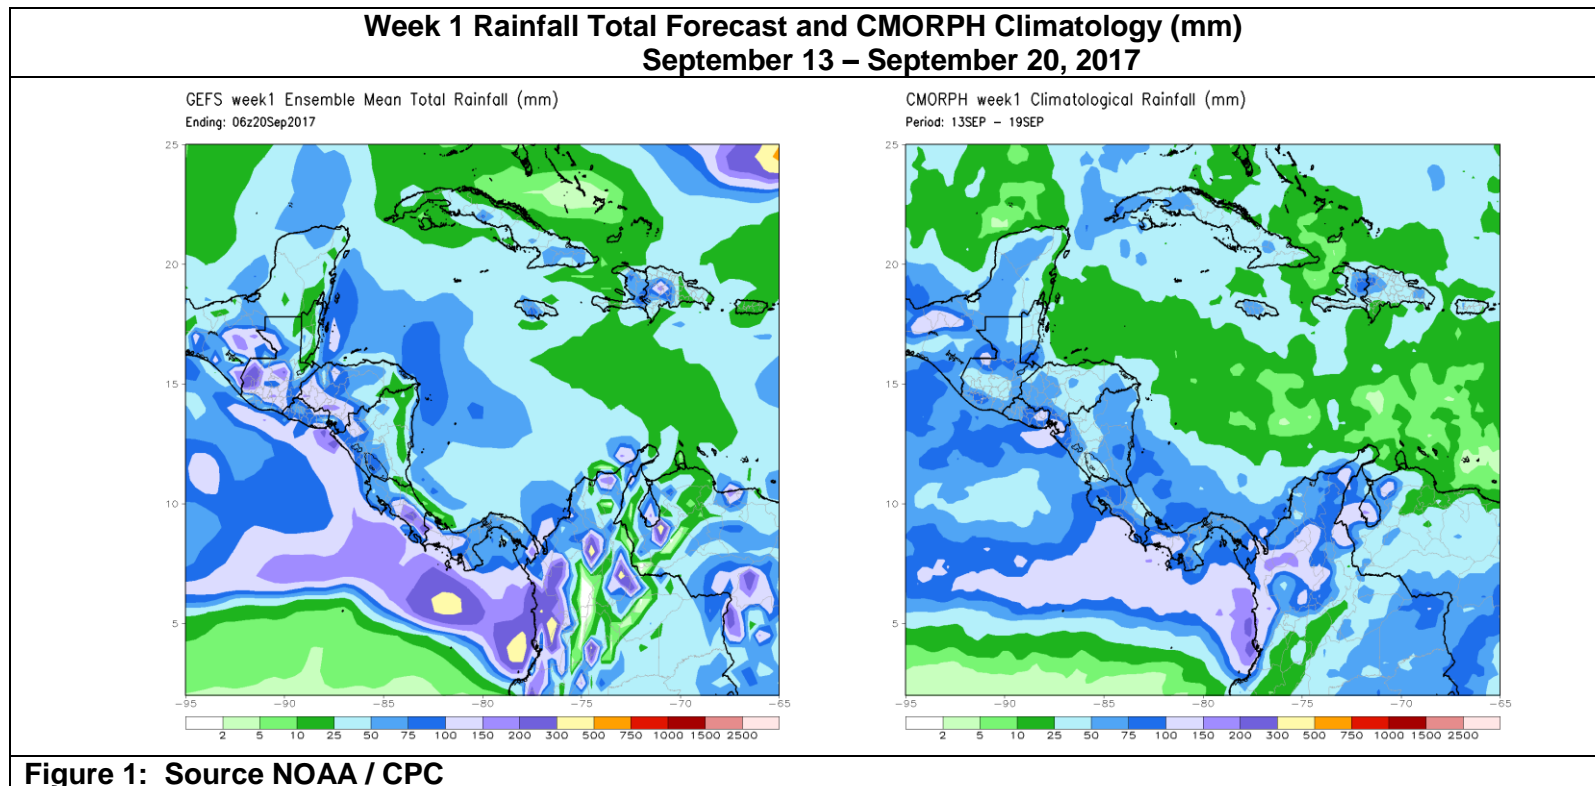 Week 1 Rainfall Total Forecast and CMORPH Climatology (mm)
September 13 – September 20, 2017
GEFS week1 Ensemble Mean Total Rainfall (mm)
Ending: 06z20Sep2017
25
20
15
10
5
−95 −90 −85 −80 −75 −70 −65
2 5 10 25 50 75 100 150 200 300 500 750 1000 1500 2500
CMORPH week1 Climatological Rainfall (mm)
Period: 13SEP – 19SEP
25
20
15
10
5
−95 −90 −85 −80 −75 −70 −65
2 5 10 25 50 75 100 150 200 300 500 750 1000 1500 2500
Figure 1: Source NOAA / CPC